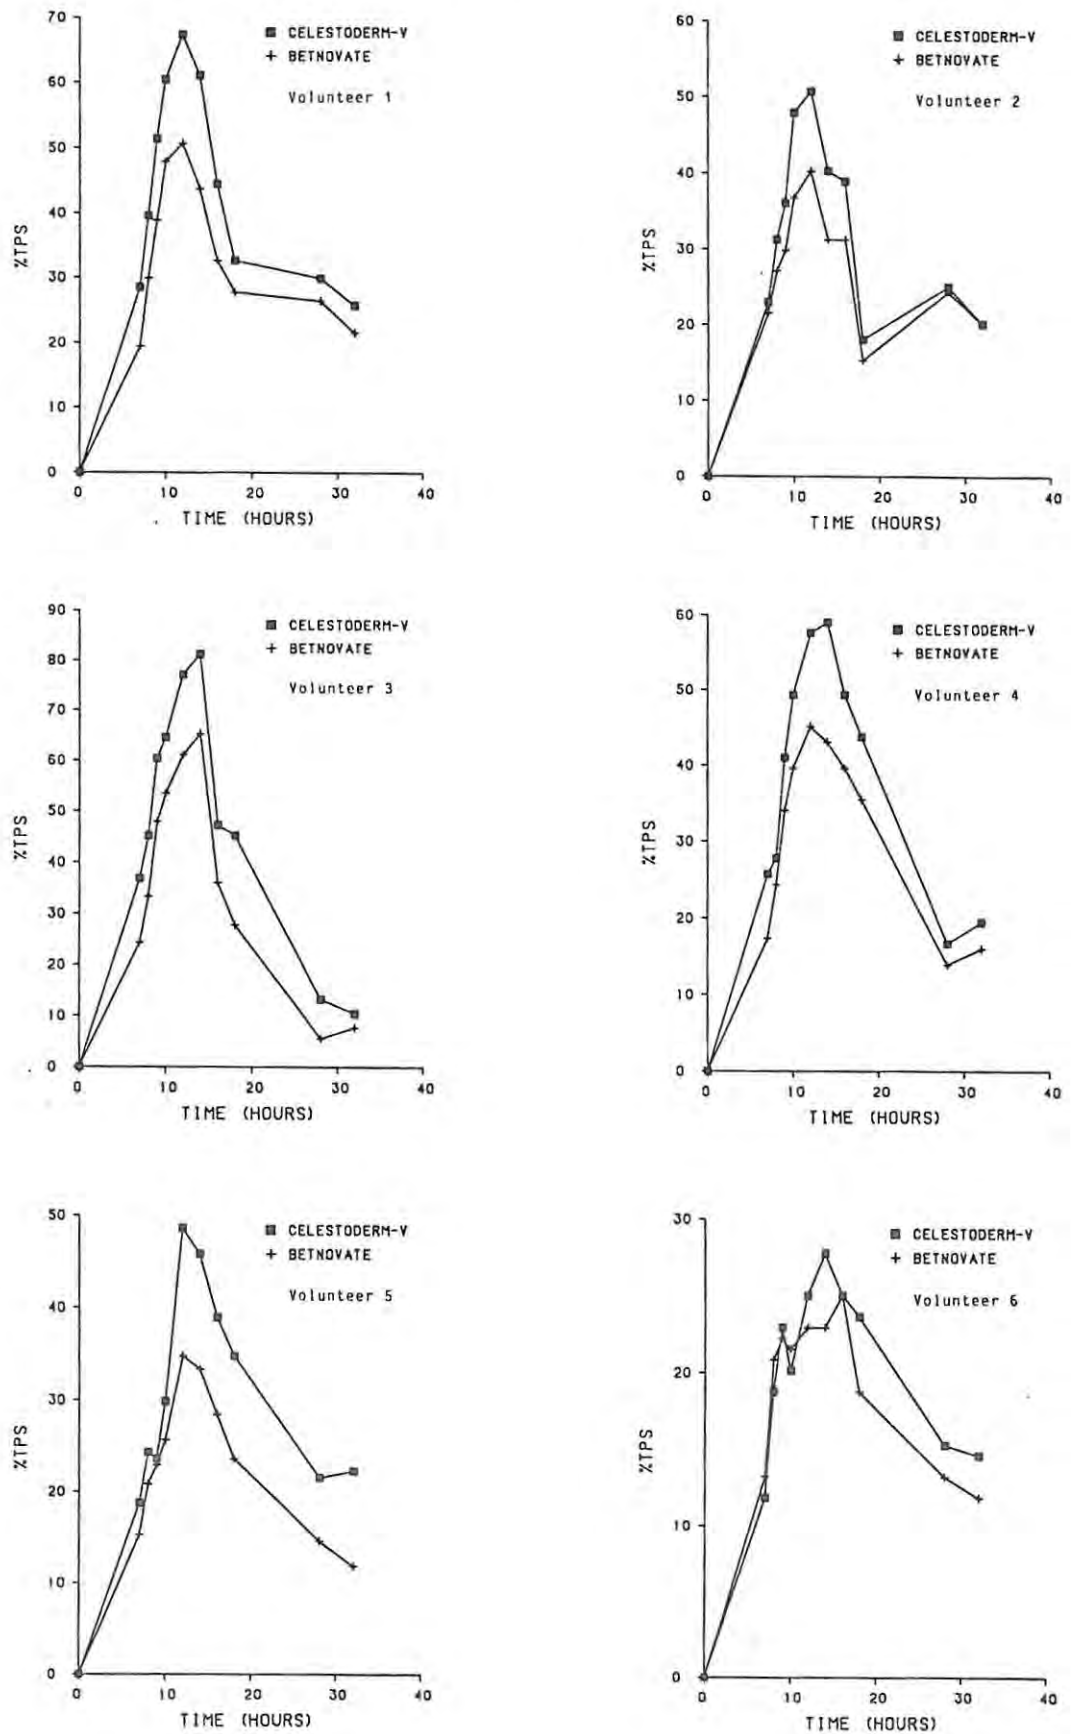 70
60
50
40
30
20
10
0
%TPS
CELESTODERM-V
BETNOVATE
Volunteer 1
0 10 20 30 40
TIME (HOURS)
60
50
40
30
20
10
0
%TPS
CELESTODERM-V
BETNOVATE
Volunteer 2
0 10 20 30 40
TIME (HOURS)
90
80
70
60
50
40
30
20
10
0
%TPS
CELESTODERM-V
BETNOVATE
Volunteer 3
0 10 20 30 40
TIME (HOURS)
60
50
40
30
20
10
0
%TPS
CELESTODERM-V
BETNOVATE
Volunteer 4
0 10 20 30 40
TIME (HOURS)
50
40
30
20
10
0
%TPS
CELESTODERM-V
BETNOVATE
Volunteer 5
0 10 20 30 40
TIME (HOURS)
30
20
10
0
%TPS
CELESTODERM-V
BETNOVATE
Volunteer 6
0 10 20 30 40
TIME (HOURS)